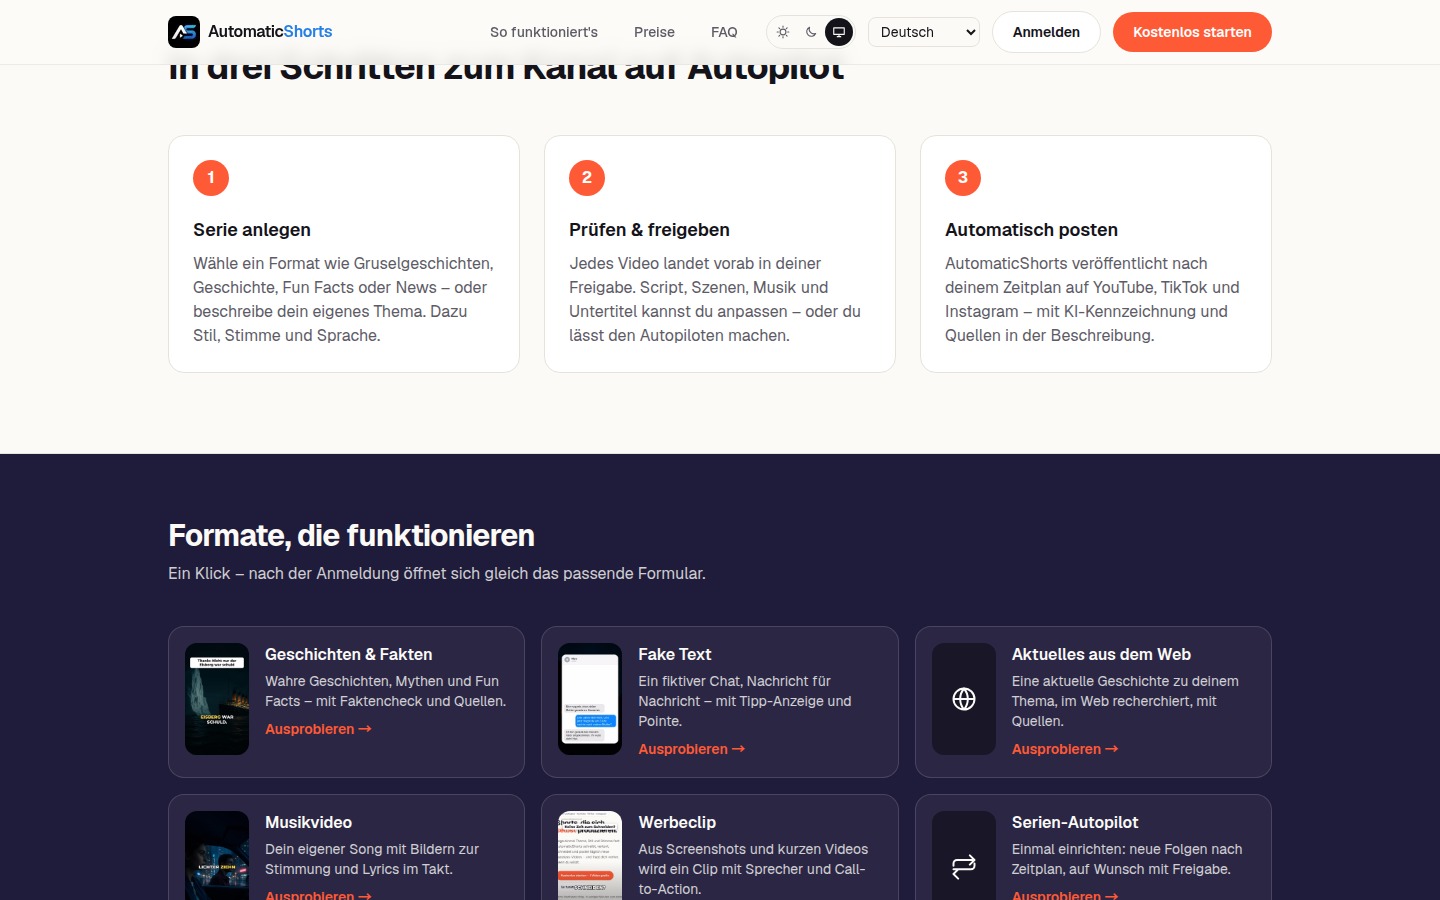 AutomaticShorts
So funktioniert's
Preise
FAQ
Deutsch
Anmelden
Kostenlos starten
In drei Schritten zum Kanal auf Autopilot
1
Serie anlegen
Wähle ein Format wie Gruselgeschichten,
Geschichte, Fun Facts oder News – oder
beschreibe dein eigenes Thema. Dazu
Stil, Stimme und Sprache.
2
Prüfen & freigeben
Jedes Video landet vorab in deiner
Freigabe. Script, Szenen, Musik und
Untertitel kannst du anpassen – oder du
lässt den Autopiloten machen.
3
Automatisch posten
AutomaticShorts veröffentlicht nach
deinem Zeitplan auf YouTube, TikTok und
Instagram – mit KI-Kennzeichnung und
Quellen in der Beschreibung.
Formate, die funktionieren
Ein Klick – nach der Anmeldung öffnet sich gleich das passende Formular.
EISBERG WAR
SCHULD.
Geschichten & Fakten
Wahre Geschichten, Mythen und Fun
Facts – mit Faktencheck und Quellen.
Ausprobieren →
Fake Text
Ein fiktiver Chat, Nachricht für
Nachricht – mit Tipp-Anzeige und
Pointe.
Ausprobieren →
Aktuelles aus dem Web
Eine aktuelle Geschichte zu deinem
Thema, im Web recherchiert, mit
Quellen.
Ausprobieren →
LICHTER ZIEHN
Musikvideo
Dein eigener Song mit Bildern zur
Stimmung und Lyrics im Takt.
Ausprobieren →
Werbeclip
Aus Screenshots und kurzen Videos
wird ein Clip mit Sprecher und Call-
to-Action.
Serien-Autopilot
Einmal einrichten: neue Folgen nach
Zeitplan, auf Wunsch mit Freigabe.
Ausprobieren →